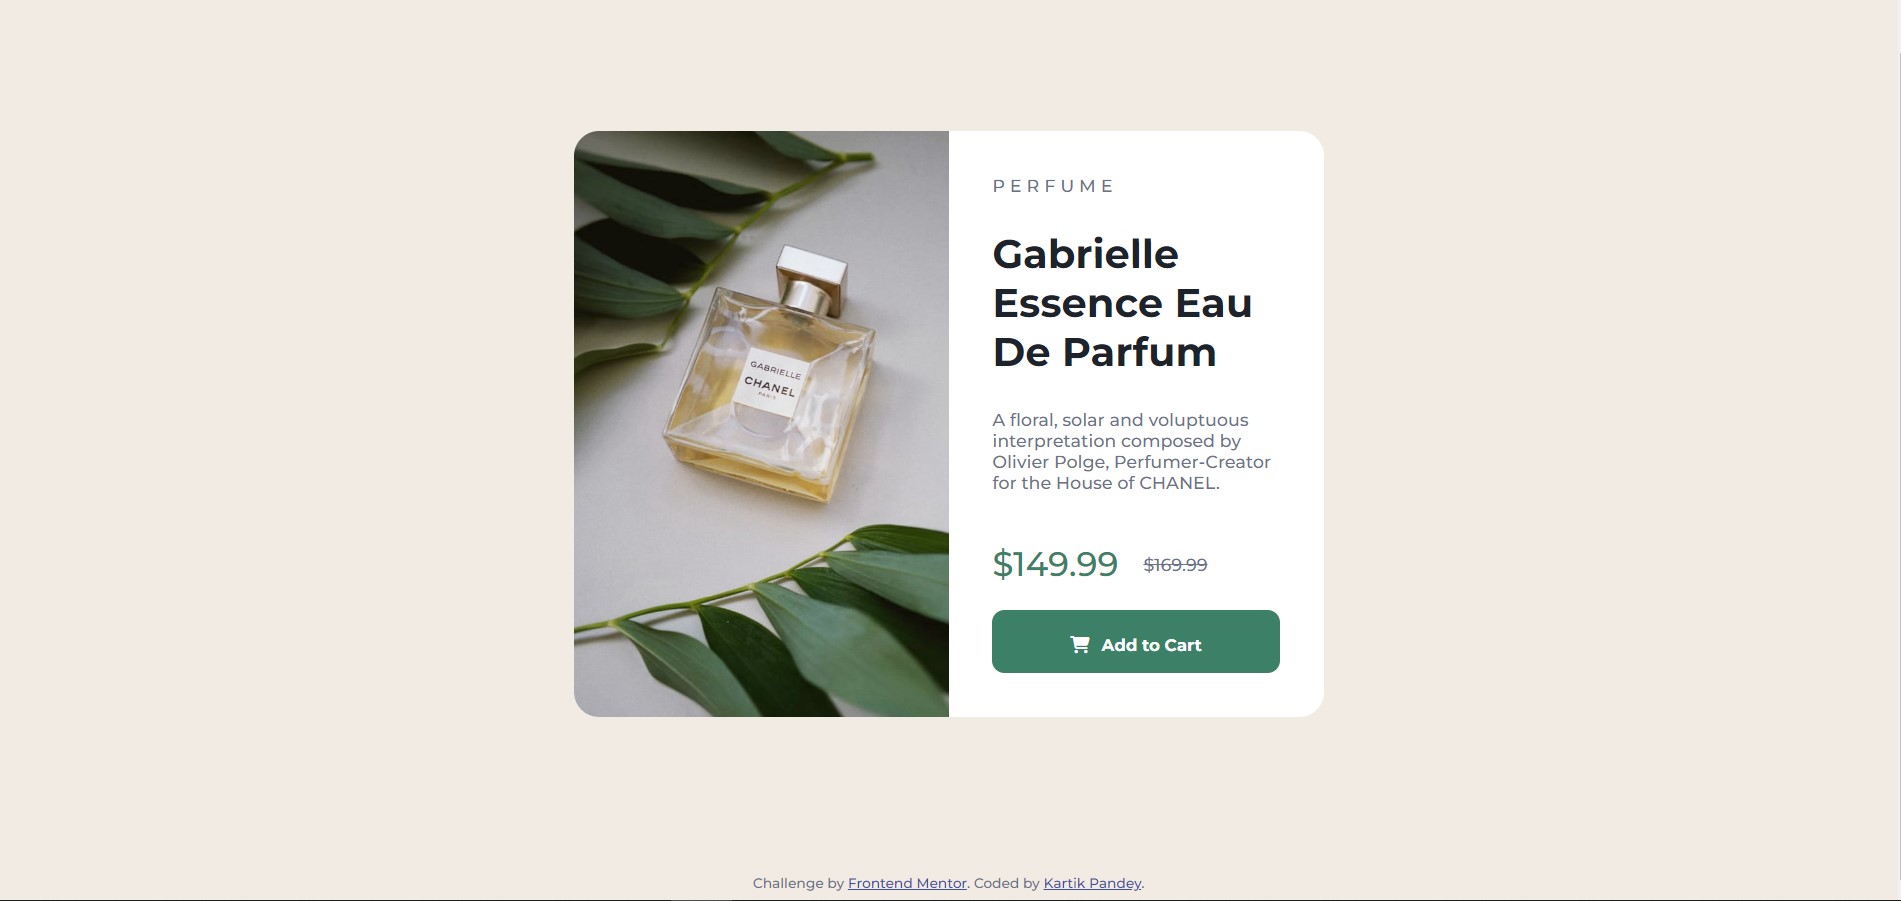 GABRIELLE
CHANEL
PARIS
PERFUME
Gabrielle
Essence Eau
De Parfum
A floral, solar and voluptuous
interpretation composed by
Olivier Polge, Perfumer-Creator
for the House of CHANEL.
$149.99 $169.99
Add to Cart
Challenge by Frontend Mentor. Coded by Kartik Pandey.